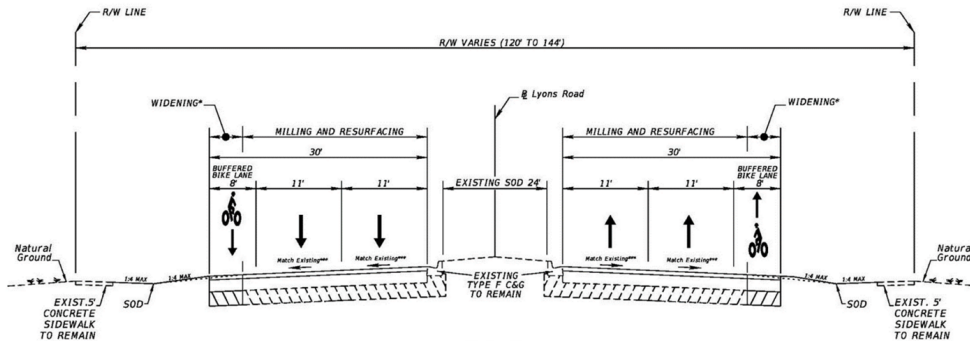 R/W LINE
R/W LINE
R/W VARIES (120' TO 144')
℄ Lyons Road
WIDENING*
WIDENING*
MILLING AND RESURFACING
MILLING AND RESURFACING
30'
30'
BUFFERED
BIKE LANE
8'
11'
11'
EXISTING SOD 24'
11'
11'
BUFFERED
BIKE LANE
8'
Natural
Ground
Natural
Ground
Match Existing***
Match Existing***
Match Existing***
Match Existing***
1:4 MAX
1:4 MAX
1:4 MAX
1:4 MAX
EXIST.5'
CONCRETE
SIDEWALK
TO REMAIN
SOD
EXISTING
TYPE F C&G
TO REMAIN
SOD
EXIST. 5'
CONCRETE
SIDEWALK
TO REMAIN